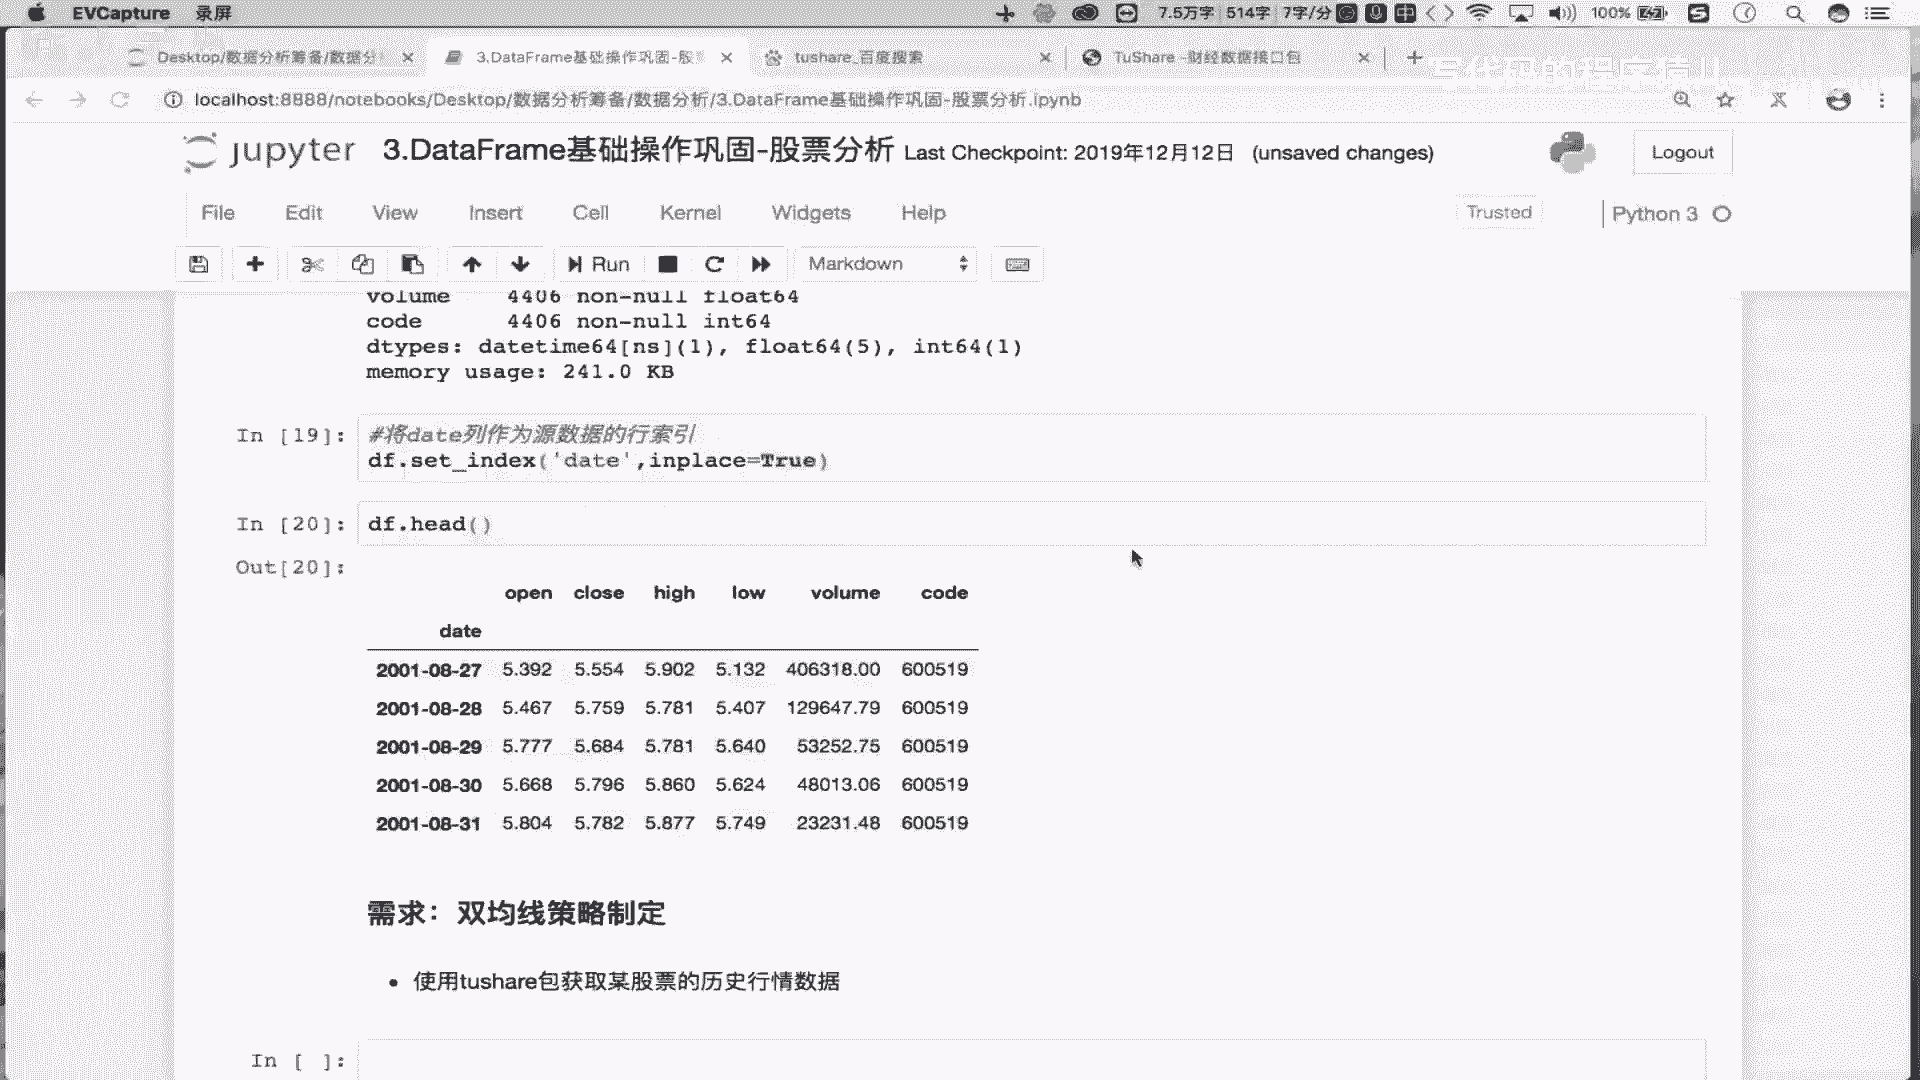 EVCapture 录屏 7.5万字 514字 7字/分 中 100%
Desktop/数据分析筹备/数据分 3.DataFrame基础操作巩固-股 tushare_百度搜索 TuShare -财经数据接口包
localhost:8888/notebooks/Desktop/数据分析筹备/数据分析/3.DataFrame基础操作巩固-股票分析.ipynb
jupyter 3.DataFrame基础操作巩固-股票分析 Last Checkpoint: 2019年12月12日 (unsaved changes) Logout
File Edit View Insert Cell Kernel Widgets Help Trusted Python 3
Run Markdown
volume 4406 non-null float64
code 4406 non-null int64
dtypes: datetime64[ns](1), float64(5), int64(1)
memory usage: 241.0 KB
In [19]: #将date列作为源数据的行索引
df.set_index('date',inplace=True)
In [20]: df.head()
Out[20]:
open close high low volume code
date
2001-08-27 5.392 5.554 5.902 5.132 406318.00 600519
2001-08-28 5.467 5.759 5.781 5.407 129647.79 600519
2001-08-29 5.777 5.684 5.781 5.640 53252.75 600519
2001-08-30 5.668 5.796 5.860 5.624 48013.06 600519
2001-08-31 5.804 5.782 5.877 5.749 23231.48 600519
需求：双均线策略制定
• 使用tushare包获取某股票的历史行情数据
In [ ]: